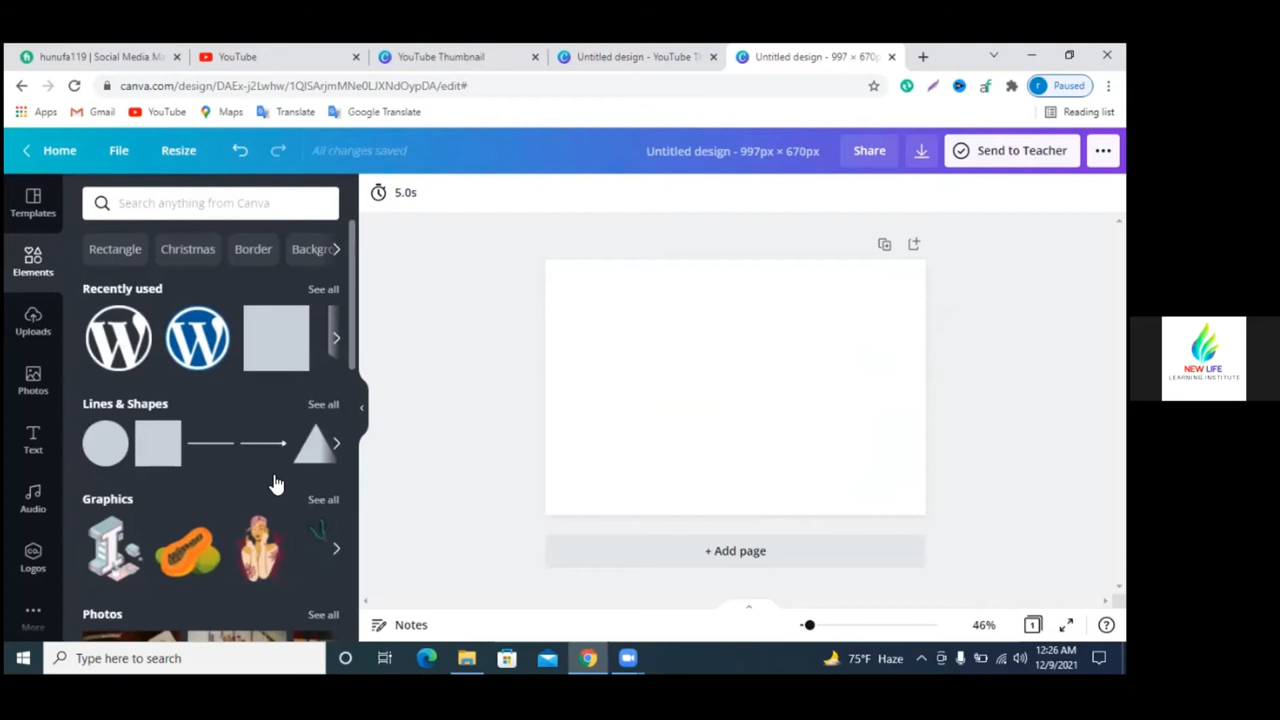 hunufa119 | Social Media Ma
YouTube
YouTube Thumbnail
Untitled design - YouTube T
Untitled design - 997 × 670p
canva.com/design/DAEx-j2Lwhw/1QlSArjmMNe0LJXNdOypDA/edit#
Paused
Apps
Gmail
YouTube
Maps
Translate
Google Translate
Reading list
Home
File
Resize
All changes saved
Untitled design - 997px × 670px
Share
Send to Teacher
Templates
Elements
Uploads
Photos
Text
Audio
CO.
Logos
More
Search anything from Canva
Rectangle
Christmas
Border
Backgro
Recently used
See all
Lines & Shapes
See all
Graphics
See all
Photos
See all
5.0s
+ Add page
Notes
46%
1
NEW LIFE
LEARNING INSTITUTE
Type here to search
75°F Haze
12:26 AM
12/9/2021